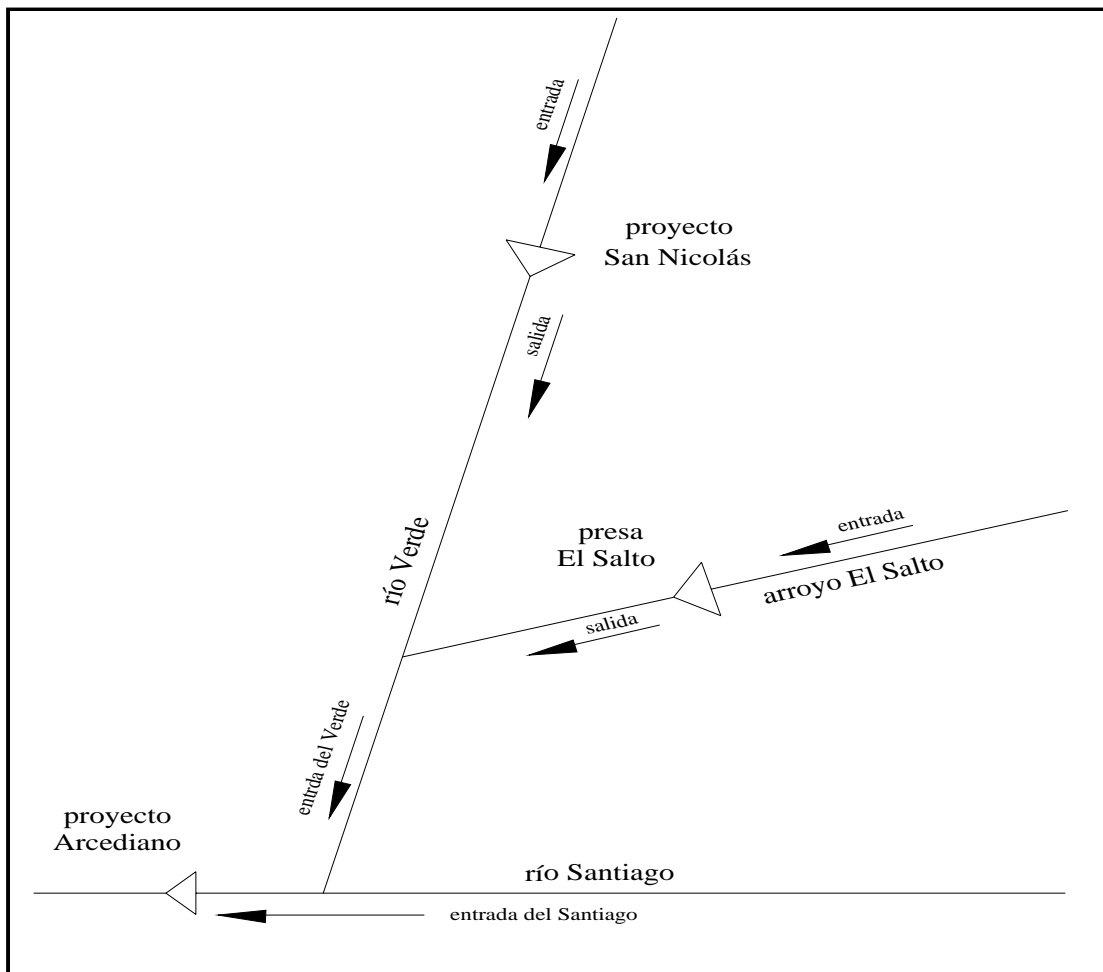 entrada
proyecto
San Nicolás
salida
río Verde
presa
El Salto
entrada
arroyo El Salto
salida
entrda del Verde
proyecto
Arcediano
río Santiago
entrada del Santiago